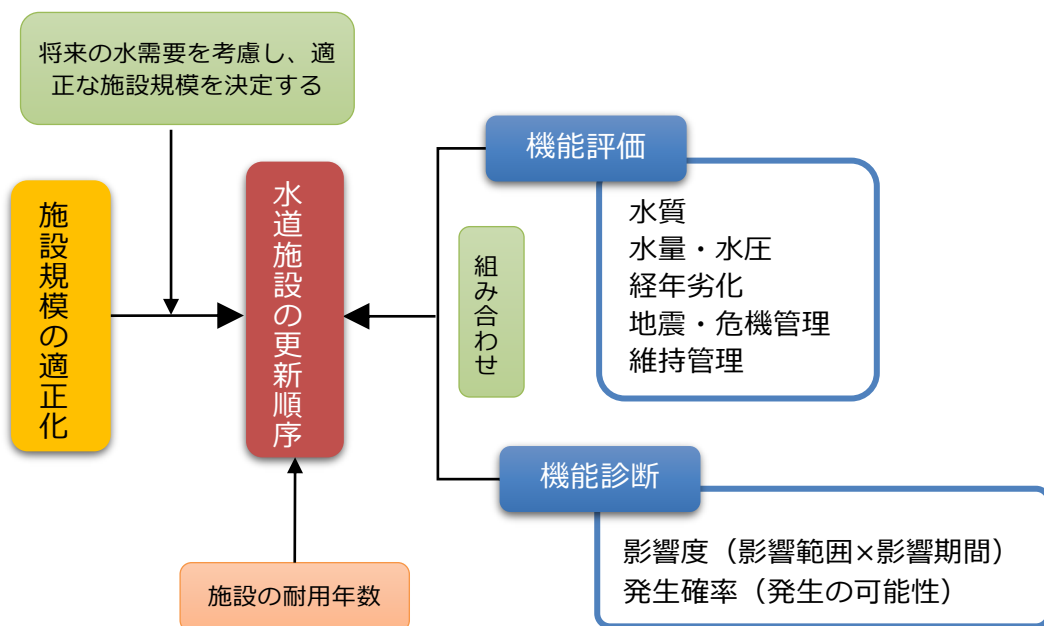 将来の水需要を考慮し、適
正な施設規模を決定する
施設規模の適正化
水道施設の更新順序
施設の耐用年数
組み合わせ
機能評価
水質
水量・水圧
経年劣化
地震・危機管理
維持管理
機能診断
影響度（影響範囲×影響期間）
発生確率（発生の可能性）